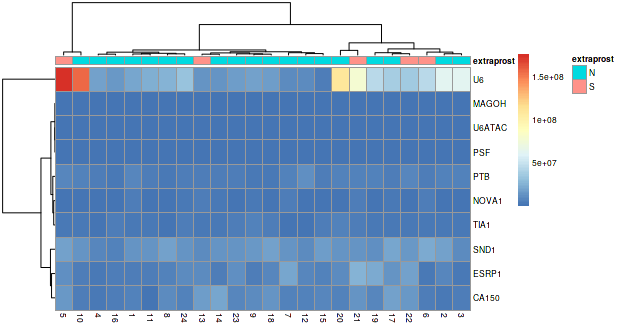 extraprost
extraprost
N
S
U6
MAGOH
U6ATAC
PSF
PTB
NOVA1
TIA1
SND1
ESRP1
CA150
1.5e+08
1e+08
5e+07
5 10 4 16 1 11 8 24 13 14 23 9 18 7 12 15 20 21 19 17 22 6 2 3